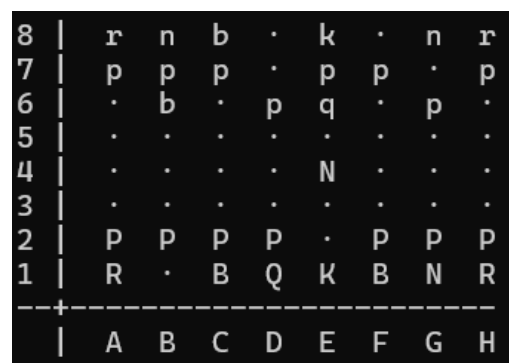 8 | r n b · k · n r
7 | p p p · p p · p
6 | · b · p q · p ·
5 | · · · · · · · ·
4 | · · · · N · · ·
3 | · · · · · · · ·
2 | P P P P · P P P
1 | R · B Q K B N R
--+----------------
  | A B C D E F G H